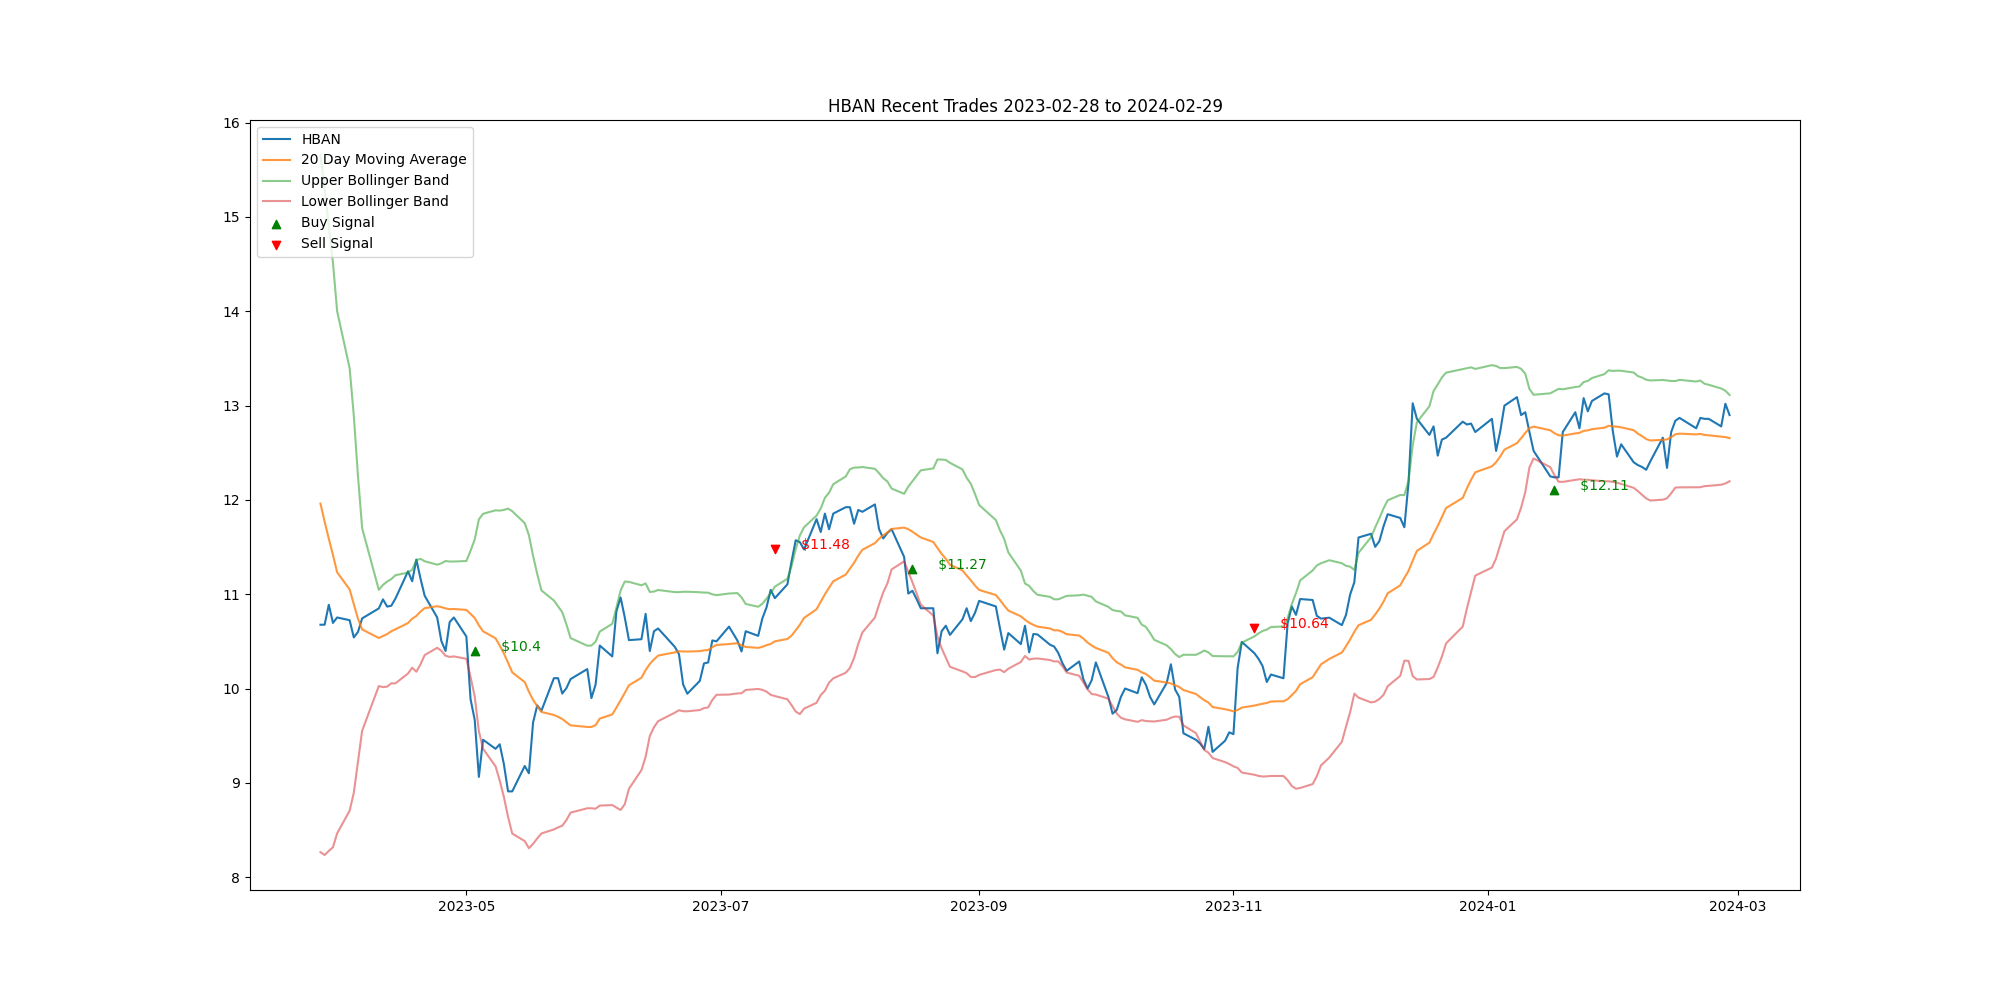 HBAN Recent Trades 2023-02-28 to 2024-02-29
16
15
14
13
12
11
10
9
8
HBAN
20 Day Moving Average
Upper Bollinger Band
Lower Bollinger Band
Buy Signal
Sell Signal
$10.4
$11.48
$11.27
$10.64
$12.11
2023-05
2023-07
2023-09
2023-11
2024-01
2024-03